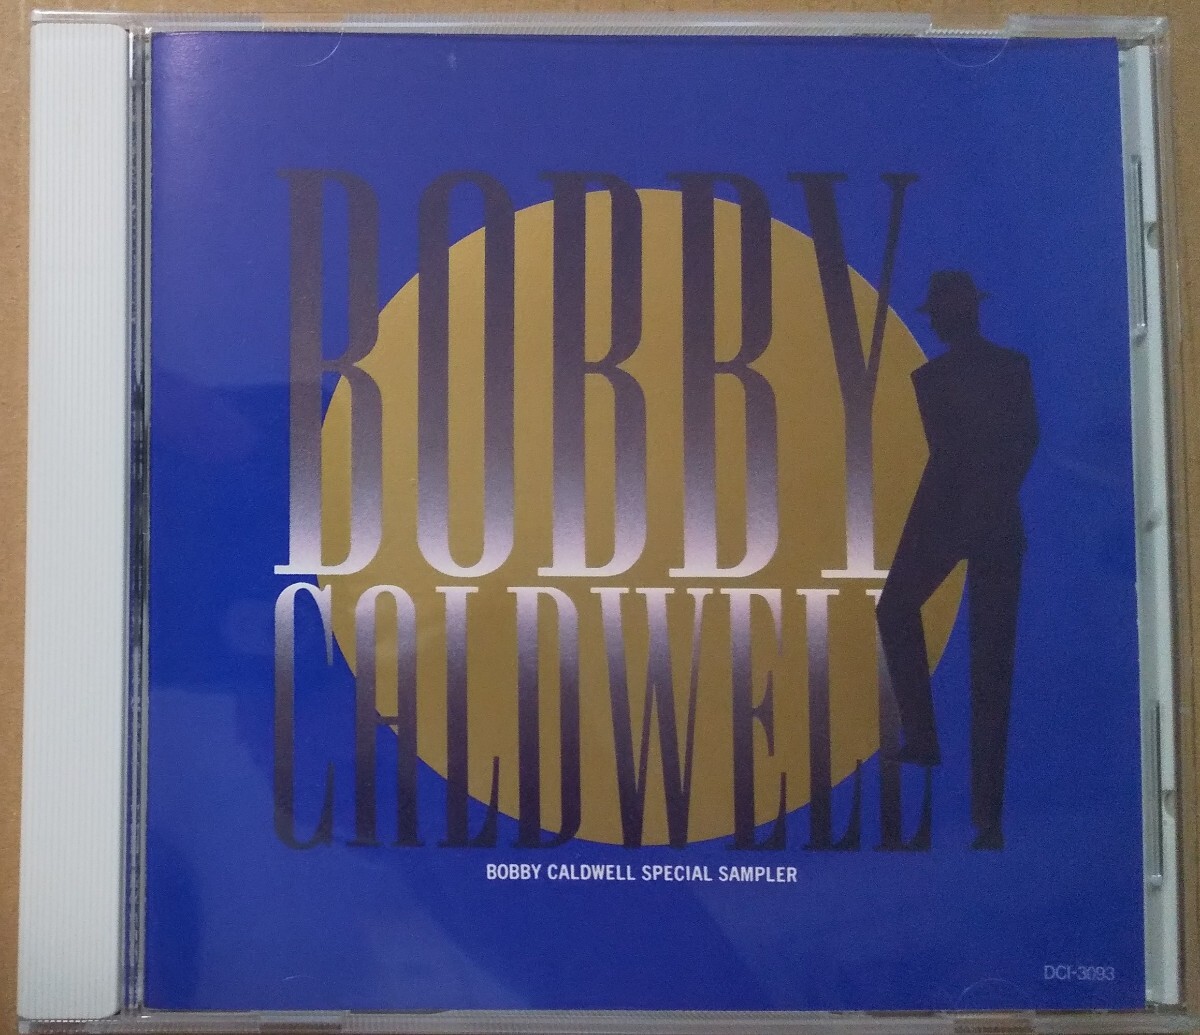 BOBBY
CALDWELL
BOBBY CALDWELL SPECIAL SAMPLER
DCI-3093